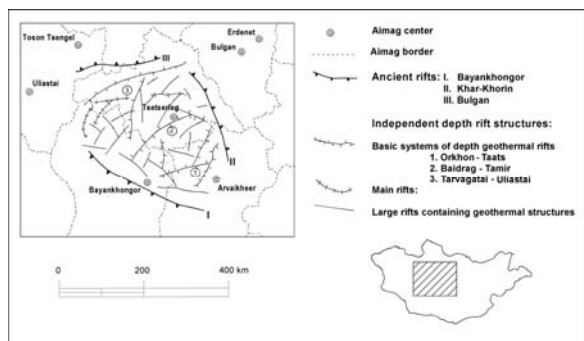 Toson Tsengel
Erdenet
Bulgan
Uliastai
III
3
Tsetserleg
2
II
1
Bayankhongor
Arvaikheer
I
0 200 400 km
Aimag center
Aimag border
Ancient rifts: I. Bayankhongor
II. Khar-Khorin
III. Bulgan
Independent depth rift structures:
Basic systems of depth geothermal rifts
1. Orkhon - Taats
2. Baidrag - Tamir
3. Tarvagatai - Uliastai
Main rifts:
Large rifts containing geothermal structures